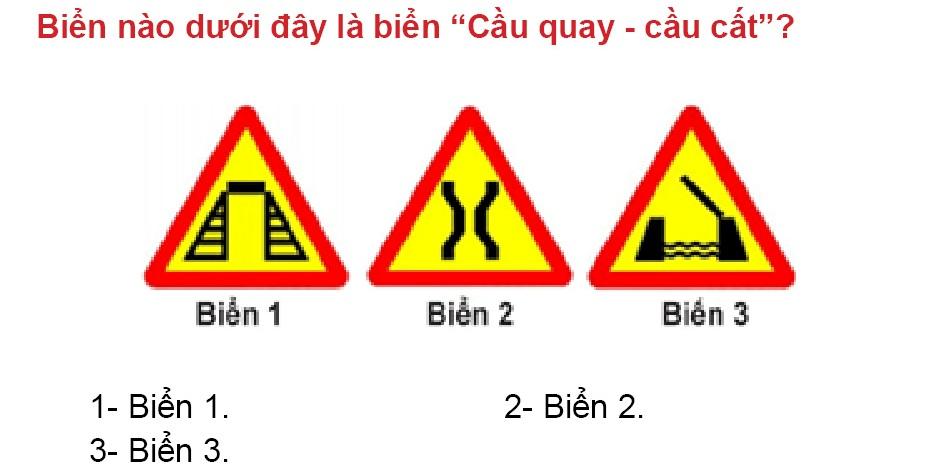 Biển nào dưới đây là biển “Cầu quay - cầu cất”?
Biển 1 Biển 2 Biển 3
1- Biển 1. 2- Biển 2.
3- Biển 3.